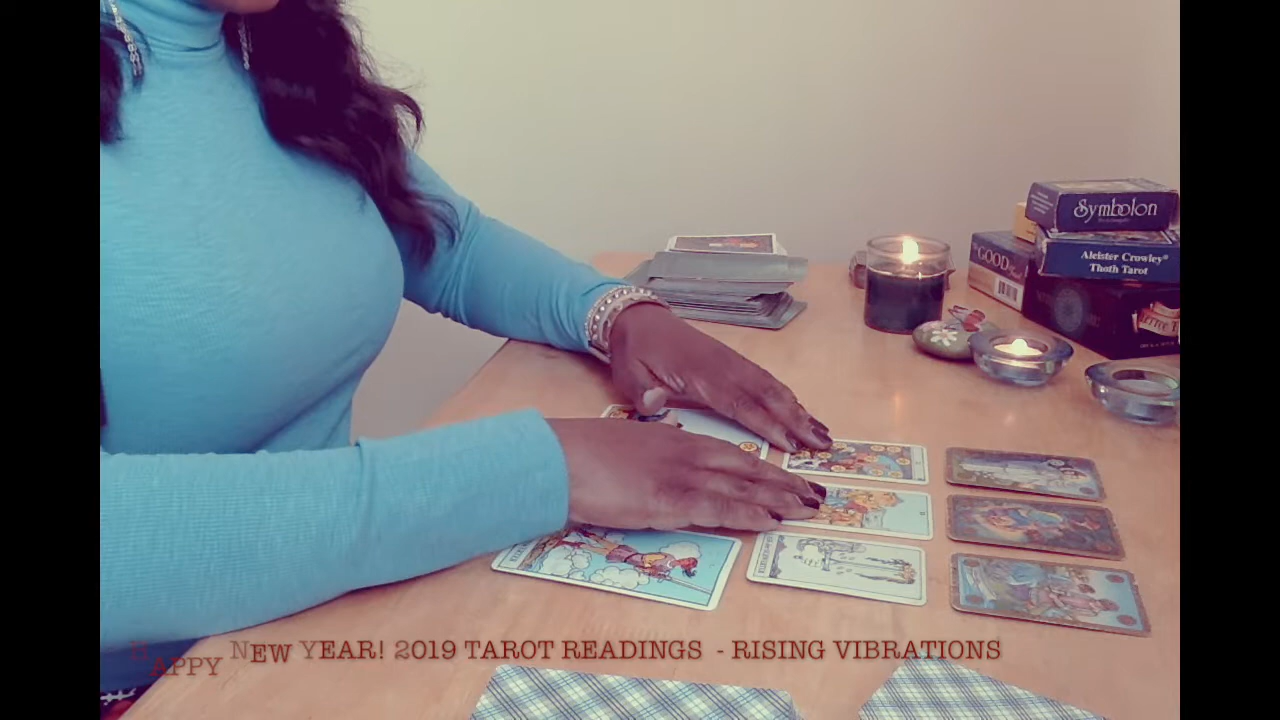 Symbolon
Aleister Crowley®
Thoth Tarot
GOOD
HAPPY NEW YEAR! 2019 TAROT READINGS - RISING VIBRATIONS